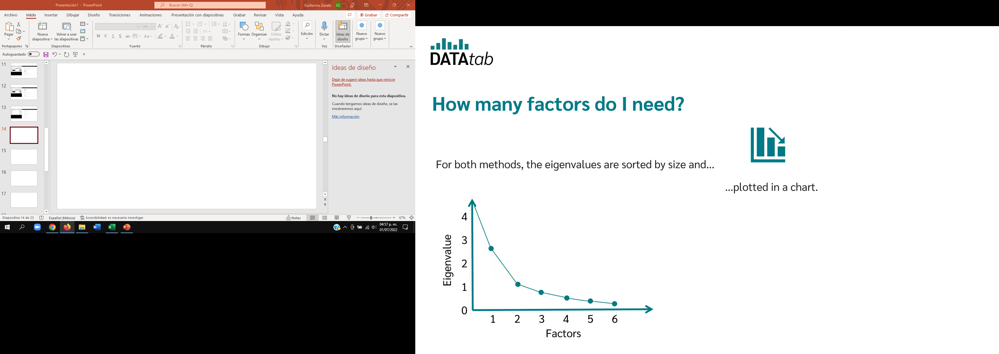 Presentación1 - PowerPoint
Buscar (Alt+Q)
Guillermo Zarate
GZ
Archivo Inicio Insertar Dibujar Diseño Transiciones Animaciones Presentación con diapositivas Grabar Revisar Vista Ayuda
Grabar
Compartir
Pegar
Nueva diapositiva
Volver a usar las diapositivas
24+
N K S S ab AV Aa A
Formas
Organizar
Estilos rápidos
Edición
Dictar
Ideas de diseño
Nuevo grupo
Nuevo grupo
Portapapeles
Diapositivas
Fuente
Párrafo
Dibujo
Voz
Diseñador
Autoguardado
11
12
13
14
15
16
17
Ideas de diseño
Dejar de sugerir ideas hasta que reinicie
PowerPoint.
No hay ideas de diseño para esta diapositiva.
Cuando tengamos ideas de diseño, se las
mostraremos aquí.
Más información
Diapositiva 14 de 23
Español (México)
Accesibilidad: es necesario investigar
Notas
67%
04:57 p. m.
01/07/2022
DATAtab
How many factors do I need?
For both methods, the eigenvalues are sorted by size and...
...plotted in a chart.
Eigenvalue
4
3
2
1
0
1 2 3 4 5 6
Factors